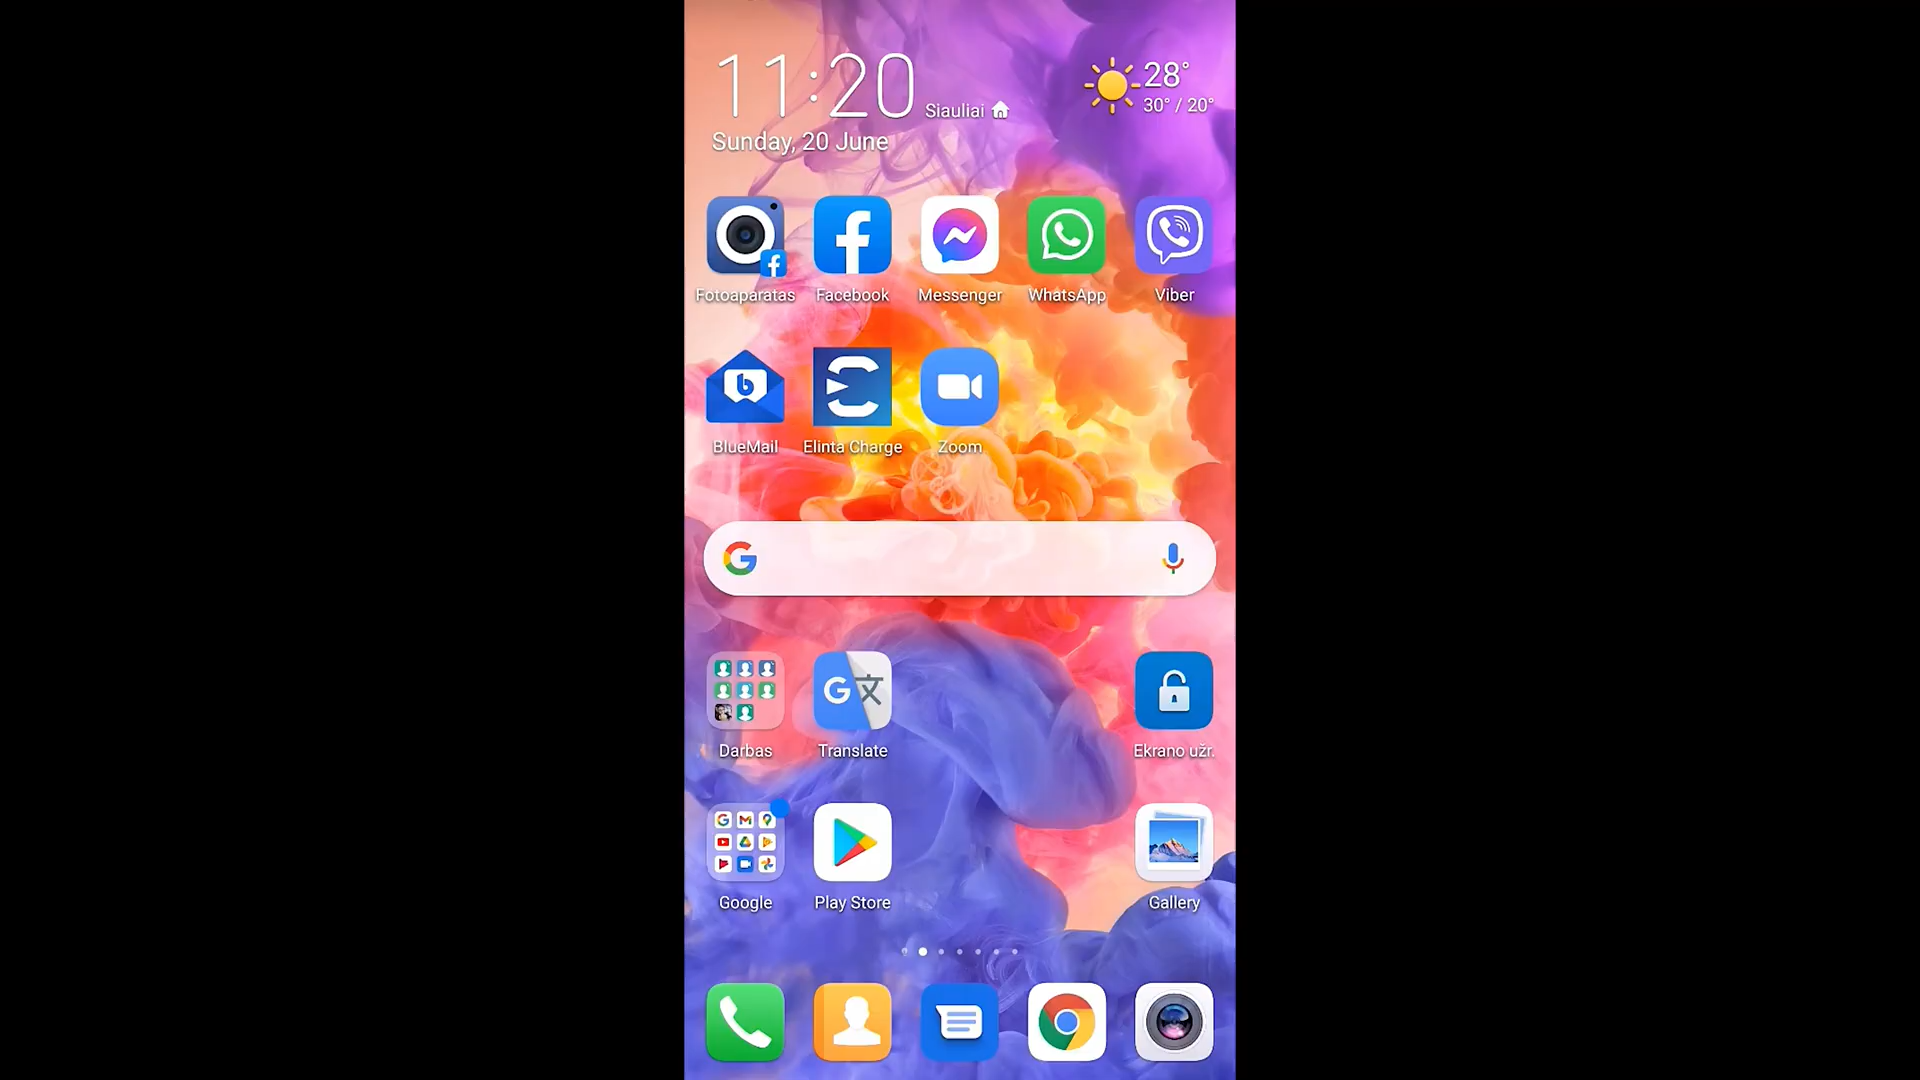 11:20 Siauliai
28°
30° / 20°
Sunday, 20 June
Fotoaparatas Facebook Messenger WhatsApp Viber
BlueMail Elinta Charge Zoom
Darbas Translate Ekrano užr.
Google Play Store Gallery